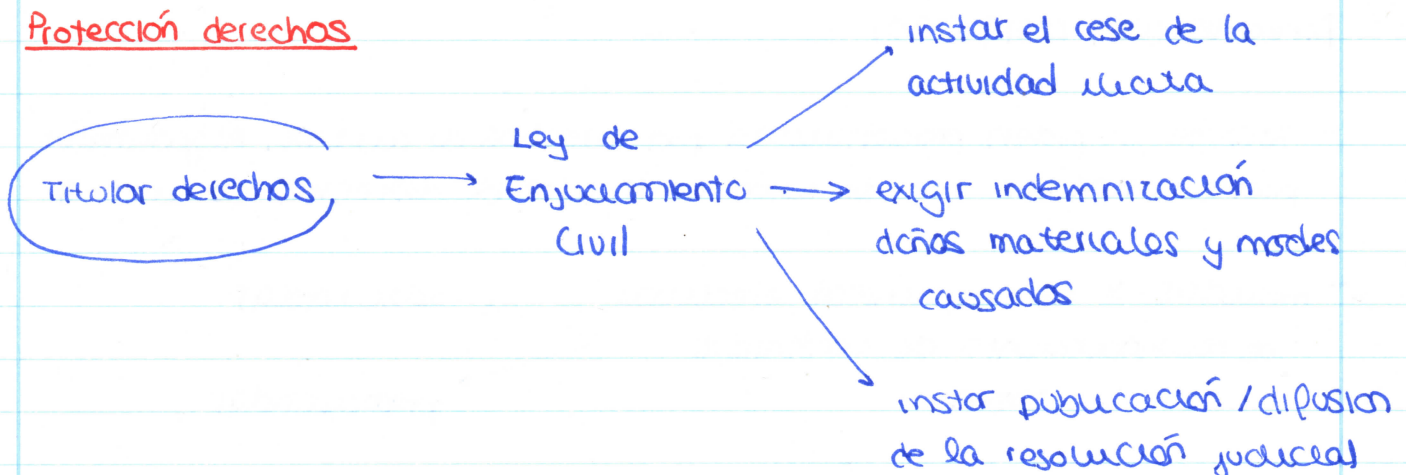 Protección derechos
Titular derechos,
Ley de
Enjuiciamiento
Civil
instar el cese de la
actividad ilícita
exigir indemnización
daños materiales y morales
causados
instar publicación / difusion
de la resolución judicial